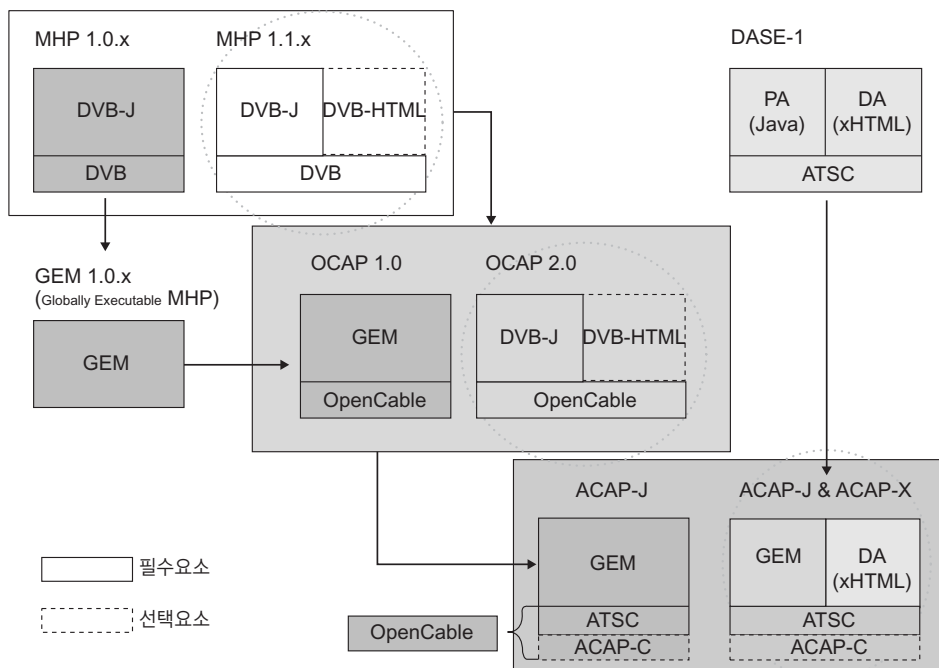 MHP 1.0.x
DVB-J
DVB
MHP 1.1.x
DVB-J
DVB-HTML
DVB
DASE-1
PA
(Java)
DA
(xHTML)
ATSC
GEM 1.0.x
(Globally Executable MHP)
GEM
OCAP 1.0
GEM
OpenCable
OCAP 2.0
DVB-J
DVB-HTML
OpenCable
ACAP-J
GEM
ATSC
ACAP-C
OpenCable
ACAP-J & ACAP-X
GEM
DA
(xHTML)
ATSC
ACAP-C
필수요소
선택요소